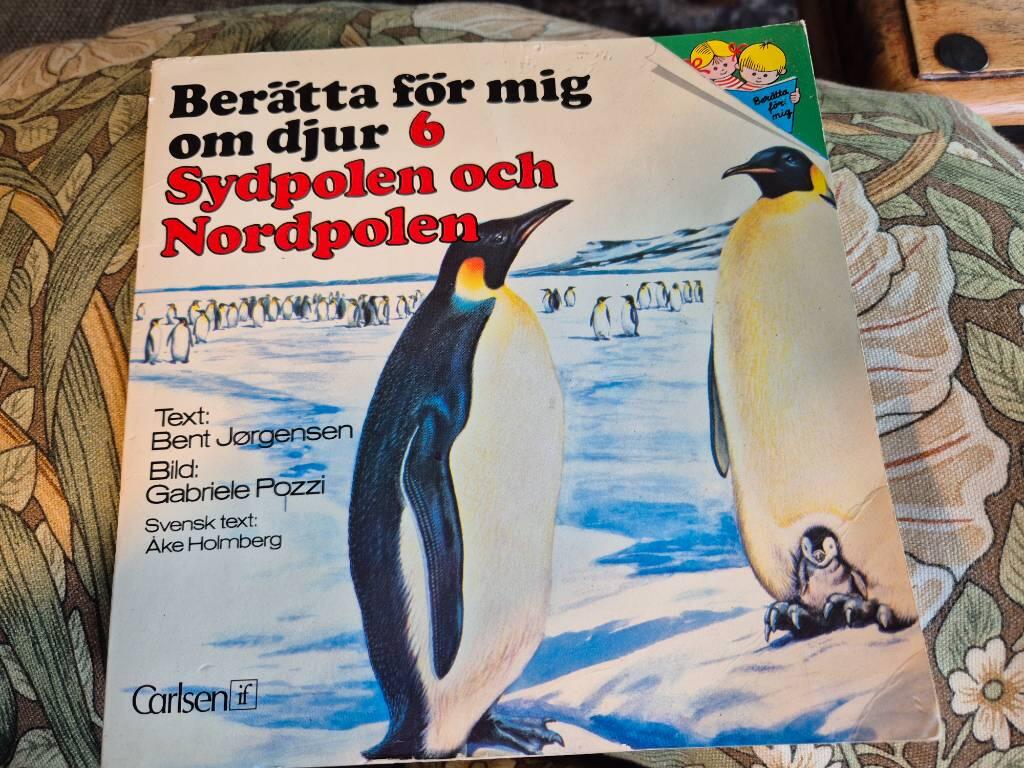 Berätta för mig
om djur 6
Sydpolen och
Nordpolen
Berätta
för
mig
Text:
Bent Jørgensen
Bild:
Gabriele Pozzi
Svensk text:
Åke Holmberg
Carlsen if